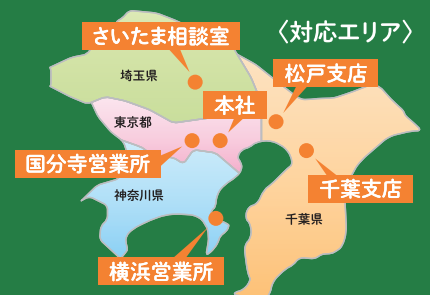 〈対応エリア〉
さいたま相談室
松戸支店
埼玉県
本社
東京都
国分寺営業所
千葉支店
神奈川県
千葉県
横浜営業所